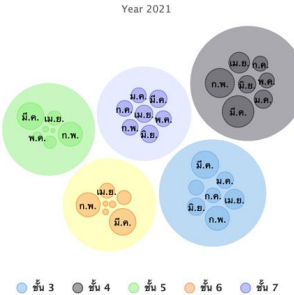 Year 2021
เม.ย. ก.ค.
ก.พ. มิ.ย. พ.ค.
ม.ค.
มี.ค.
ม.ค. มี.ค.
ก.ค. เม.ย. พ.ค.
ก.พ. มิ.ย.
มี.ค. เม.ย.
พ.ค. ก.พ.
มี.ค.
ม.ค.
ก.ค. เม.ย.
มิ.ย. ก.พ.
เม.ย.
ก.พ.
มี.ค.
ชั้น 3 ชั้น 4 ชั้น 5 ชั้น 6 ชั้น 7